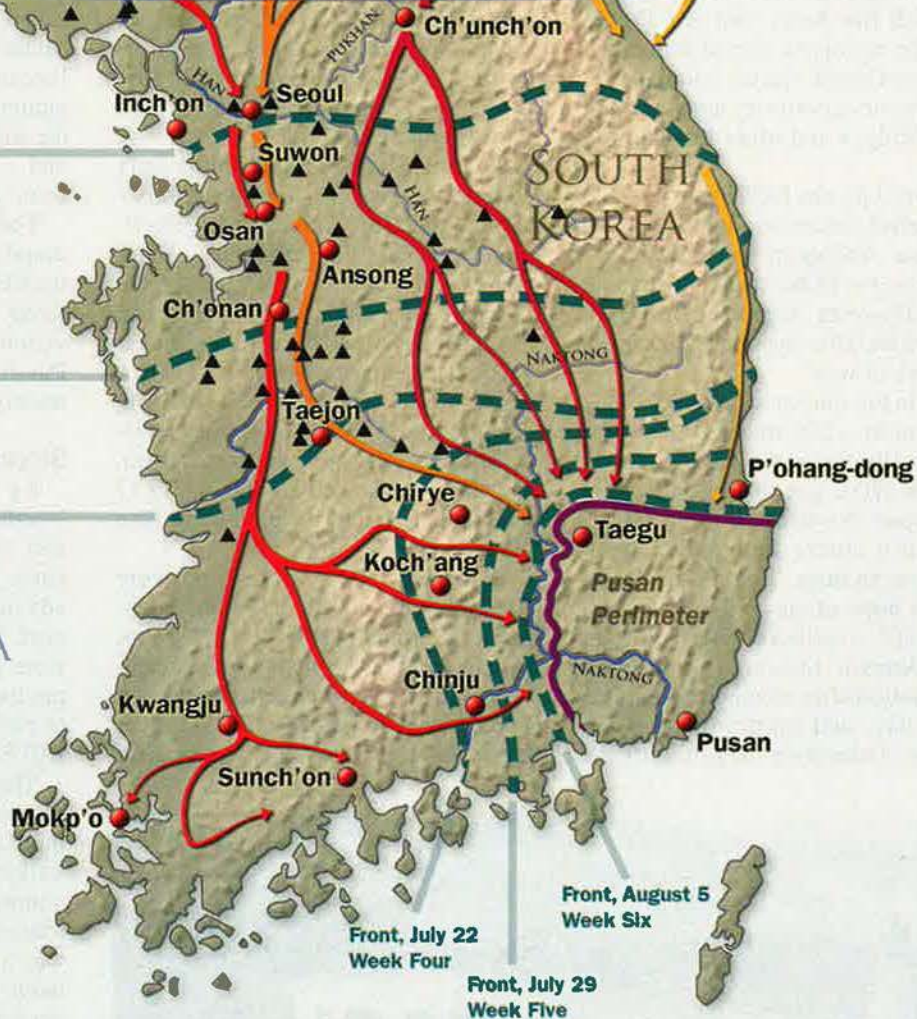 Ch'unch'on
PUKHAN
HAN
Inch'on
Seoul
Suwon
SOUTH
KOREA
HAN
Osan
Ansong
Ch'onan
NAKTONG
Taejon
P'ohang-dong
Chirye
Taegu
Koch'ang
Pusan
Perimeter
Chinju
NAKTONG
Kwangju
Pusan
Sunch'on
Mokp'o
Front, August 5
Week Six
Front, July 22
Week Four
Front, July 29
Week Five